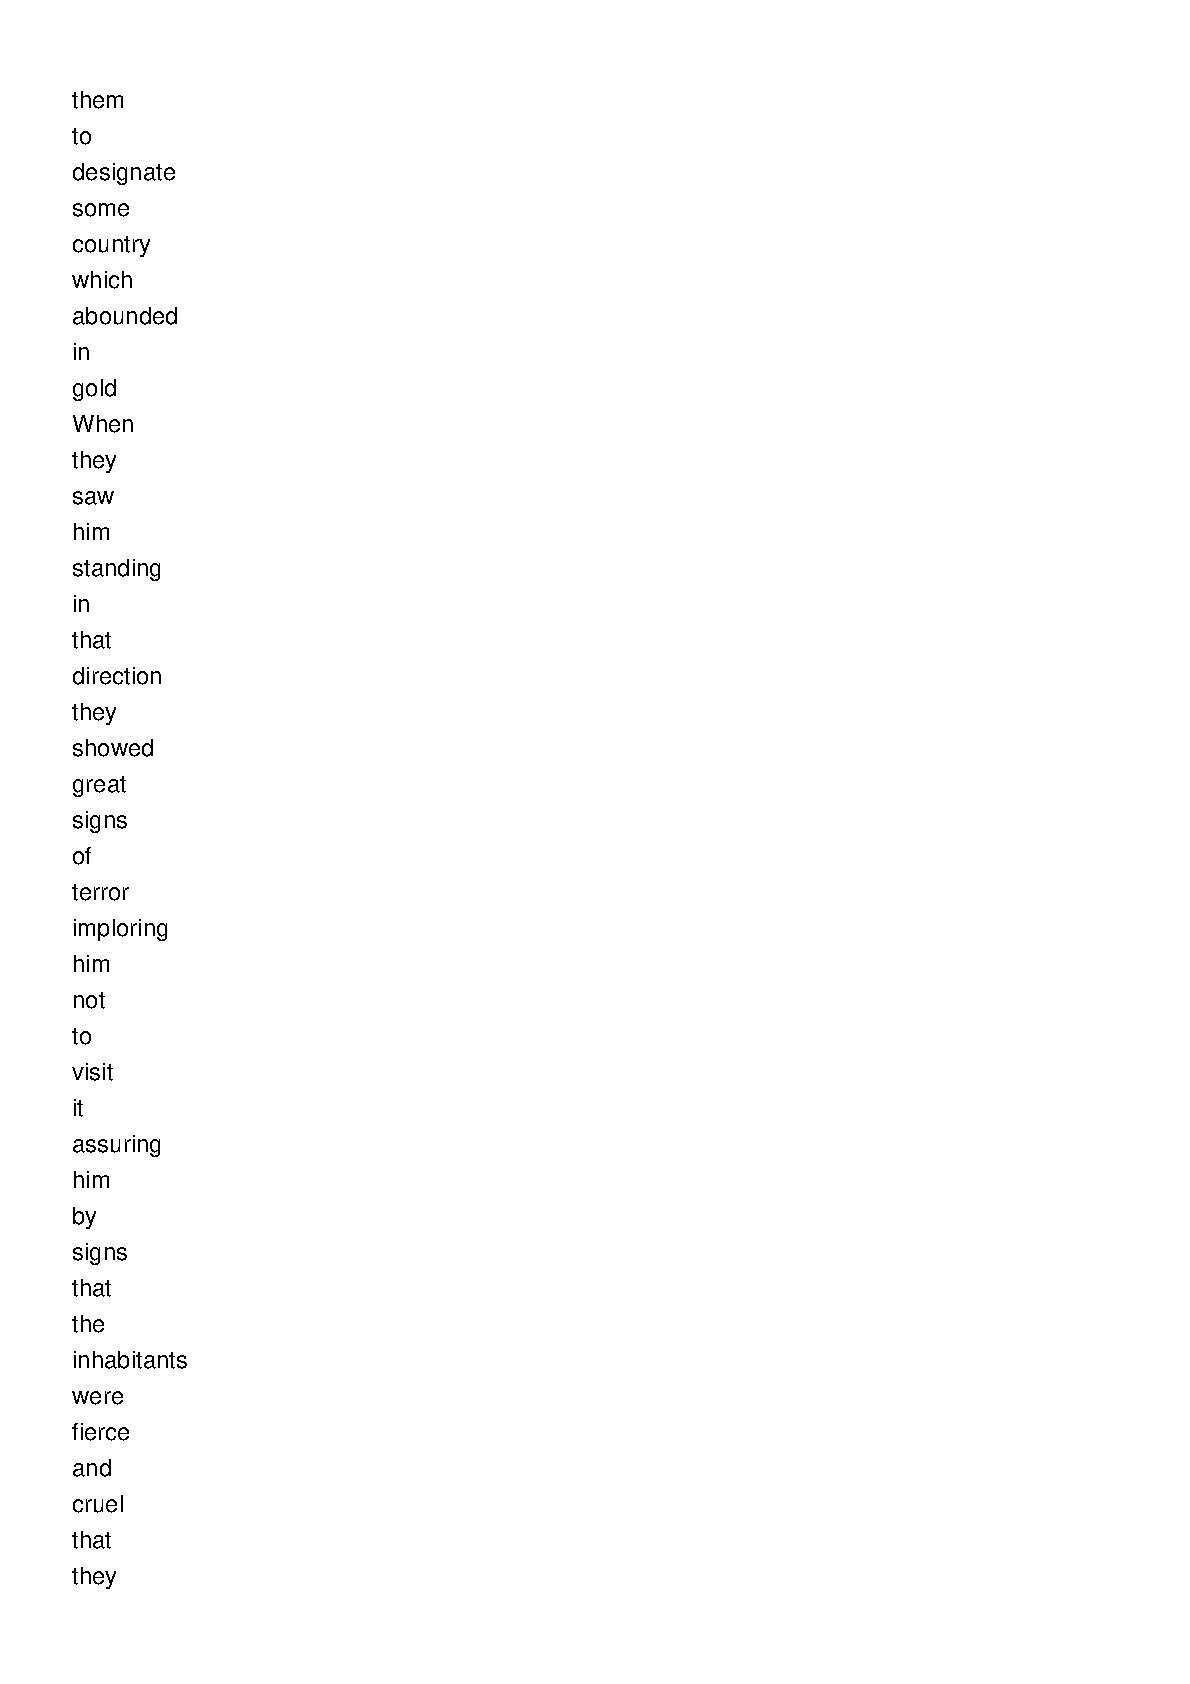 them
to
designate
some
country
which
abounded
in
gold
When
they
saw
him
standing
in
that
direction
they
showed
great
signs
of
terror
imploring
him
not
to
visit
it
assuring
him
by
signs
that
the
inhabitants
were
fierce
and
cruel
that
they